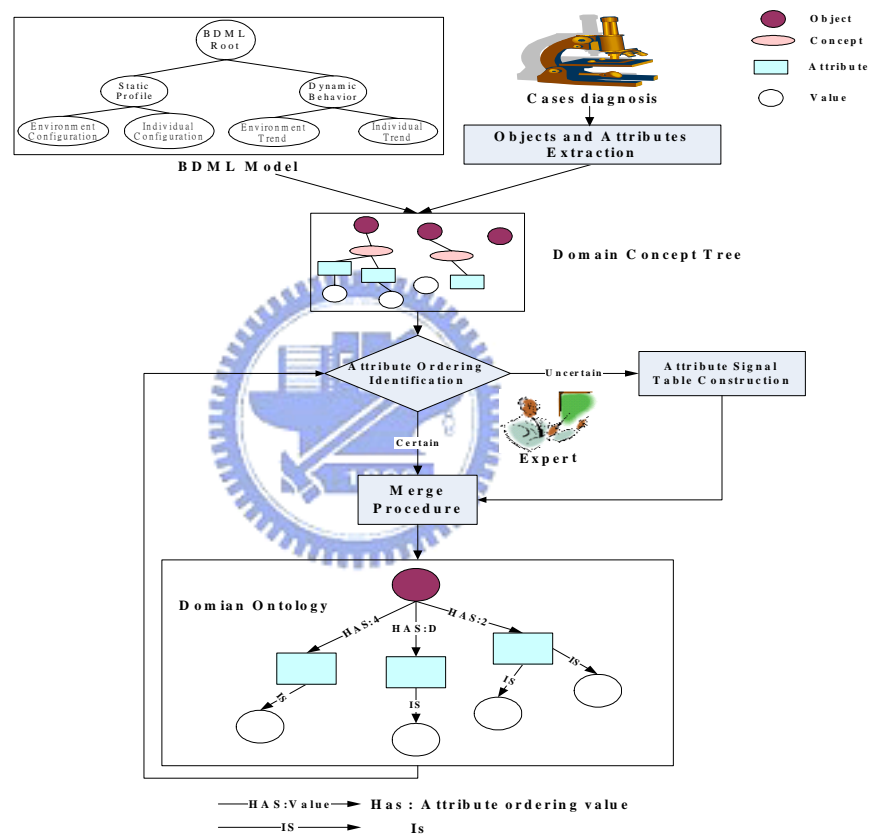 BDML
Root
Static
Profile
Dynamic
Behavior
Environment
Configuration
Individual
Configuration
Environment
Trend
Individual
Trend
BDML Model
Cases diagnosis
Objects and Attributes
Extraction
Object
Concept
Attribute
Value
Domain Concept Tree
Attribute Ordering
Identification
Uncertain
Attribute Signal
Table Construction
Certain
Expert
Merge
Procedure
Domian Ontology
HAS:4
HAS:D
HAS:2
IS
IS
IS
IS
HAS:Value
Has : Attribute ordering value
IS
Is